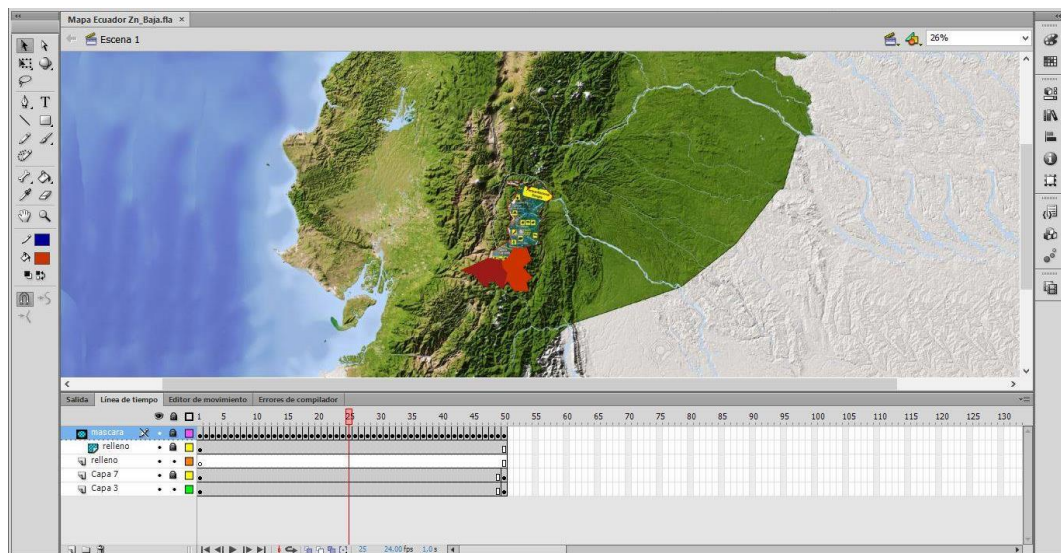 Mapa Ecuador Zn_Baja.fla ×
Escena 1
26%
T
Salida Línea de tiempo Editor de movimiento Errores de compilador
1 5 10 15 20 25 30 35 40 45 50 55 60 65 70 75 80 85 90 95 100 105 110 115 120 125 130
mascara
relleno
relleno
Capa 7
Capa 3
25 24.00 fps 1.0 s